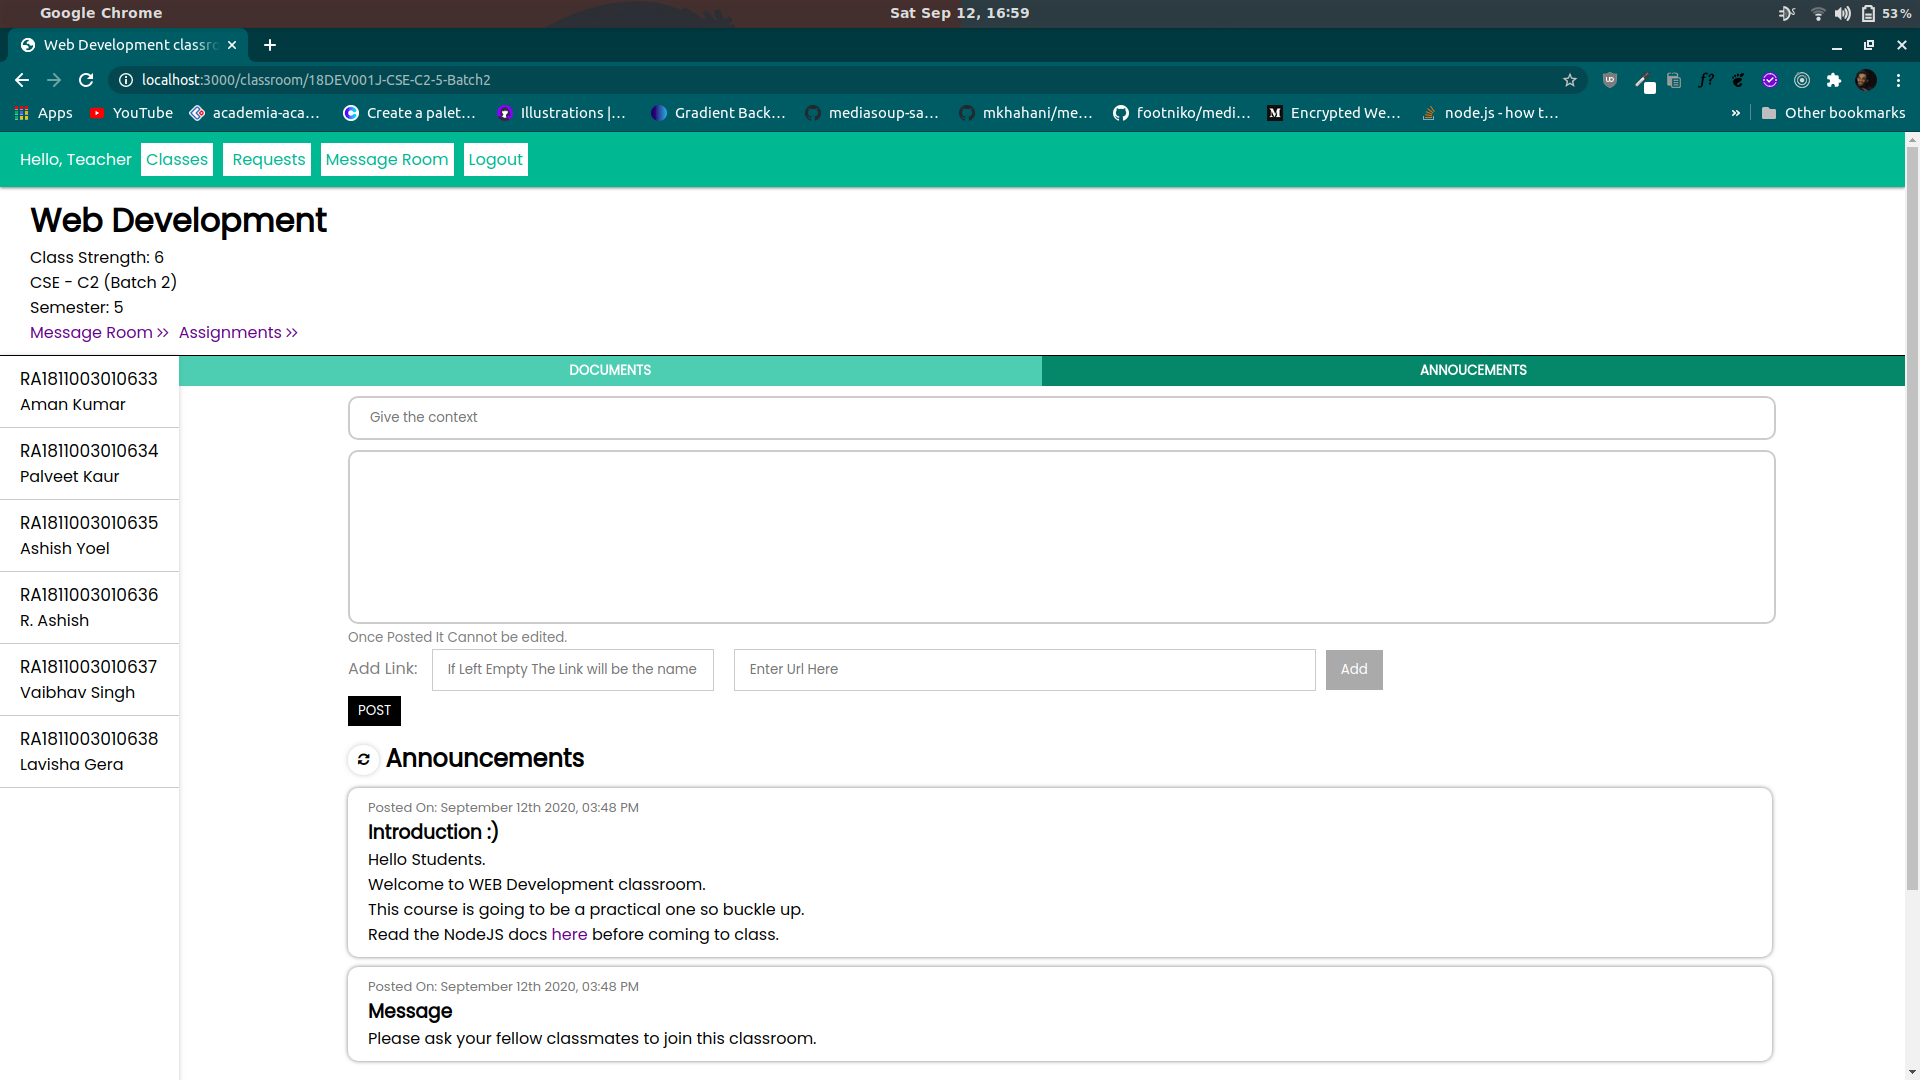 Google Chrome
Sat Sep 12, 16:59
53 %
Web Development classro
localhost:3000/classroom/18DEV001J-CSE-C2-5-Batch2
Apps
YouTube
academia-aca...
Create a palet...
Illustrations |...
Gradient Back...
mediasoup-sa...
mkhahani/me...
footniko/medi...
Encrypted We...
node.js - how t...
»
Other bookmarks
Hello, Teacher
Classes
Requests
Message Room
Logout
Web Development
Class Strength: 6
CSE - C2 (Batch 2)
Semester: 5
Message Room >> Assignments >>
RA1811003010633
Aman Kumar
RA1811003010634
Palveet Kaur
RA1811003010635
Ashish Yoel
RA1811003010636
R. Ashish
RA1811003010637
Vaibhav Singh
RA1811003010638
Lavisha Gera
DOCUMENTS
ANNOUCEMENTS
Give the context
Once Posted It Cannot be edited.
Add Link:
If Left Empty The Link will be the name
Enter Url Here
Add
POST
Announcements
Posted On: September 12th 2020, 03:48 PM
Introduction :)
Hello Students.
Welcome to WEB Development classroom.
This course is going to be a practical one so buckle up.
Read the NodeJS docs here before coming to class.
Posted On: September 12th 2020, 03:48 PM
Message
Please ask your fellow classmates to join this classroom.